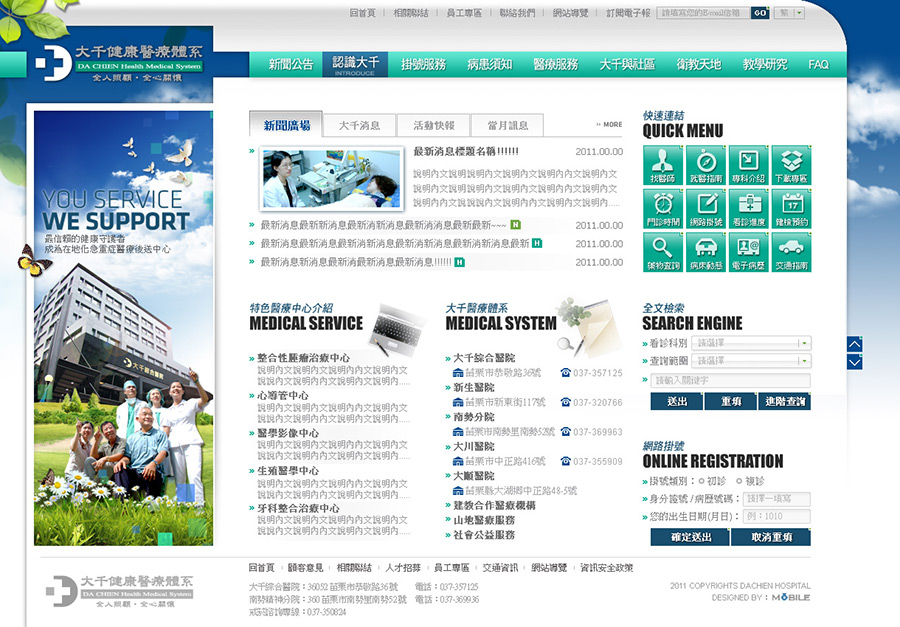 回首頁 | 相關聯結 | 員工專區 | 聯絡我們 | 網站導覽 | 訂閱電子報 請填寫您的E-mail信箱 GO 繁
大千健康醫療體系
DA CHIEN Health Medical System
全人照顧・全心關懷
新聞公告 認識大千 掛號服務 病患須知 醫療服務 大千與社區 衛教天地 教學研究 FAQ
INTRODUCE
YOU SERVICE
WE SUPPORT
最信賴的健康守護者
成為在地化急重症醫療後送中心
大千綜合醫院
新聞廣場 大千消息 活動快報 當月訊息 MORE
最新消息標題名稱!!!!!! 2011.00.00
說明內文說明說明內文說明內文說明內文說明內文
說明內文說明說明內文說明內文說明內文說明內文
說明內文說明說明內文說明內文說明內文說明內文.....
最新消息最新新消息最新消息最新消息最新消息最新最新~~~ N 2011.00.00
最新消息最新新消息最新消息最新消息最新消息最新消新消息最新 H 2011.00.00
最新消息最新新消息消息最新消息最新消息!!!!!! H 2011.00.00
快速連結
QUICK MENU
找醫師 就醫指南 專科介紹 下載專區
門診時間 網路掛號 看診進度 健檢預約
藥物查詢 病床動態 電子病歷 交通指南
特色醫療中心介紹
MEDICAL SERVICE
整合性腫瘤治療中心
說明內文說明內文說明內文說明內文
說說內文說明內內文說明內文.....
心導管中心
說明內文說明內文說明內文說明內文
說說內文說明內內文說明內文.....
醫學影像中心
說明內文說明內文說明內文說明內文
說說內文說明內內文說明內文.....
生殖醫學中心
說明內文說明內文說明內文說明內文
說說內文說明內內文說明內文.....
牙科整合治療中心
說明內文說明內文說明內文說明內文
說說內文說明內內文說明內文.....
大千醫療體系
MEDICAL SYSTEM
大千綜合醫院
苗栗市恭敬路36號 037-357125
新生醫院
苗栗市新東街117號 037-320766
南勢分院
苗栗市南勢里南勢52號 037-369963
大川醫院
苗栗市中正路416號 037-355909
大順醫院
苗栗縣大湖鄉中正路48-5號
建教合作醫療機構
山地醫療服務
社會公益服務
全文檢索
SEARCH ENGINE
看診科別 請選擇
查詢範圍 請選擇
請輸入關鍵字
送出 重填 進階查詢
網路掛號
ONLINE REGISTRATION
掛號類別： 初診 複診
身分證號/病歷號碼： 請擇一填寫
您的出生日期(月日)： 例：1010
確定送出 取消重填
回首頁 | 顧客意見 | 相關聯結 | 人才招募 | 員工專區 | 交通資訊 | 網站導覽 | 資訊安全政策
大千健康醫療體系
DA CHIEN Health Medical System
全人照顧・全心關懷
大千綜合醫院：36052 苗栗市恭敬路36號 電話：037-357125
南勢精神分院：360 苗栗市南勢里南勢52號 電話：037-369936
戒菸諮詢專線：037-350824
2011 COPYRIGHTS DACHEN HOSPITAL
DESIGNED BY： MOBILE